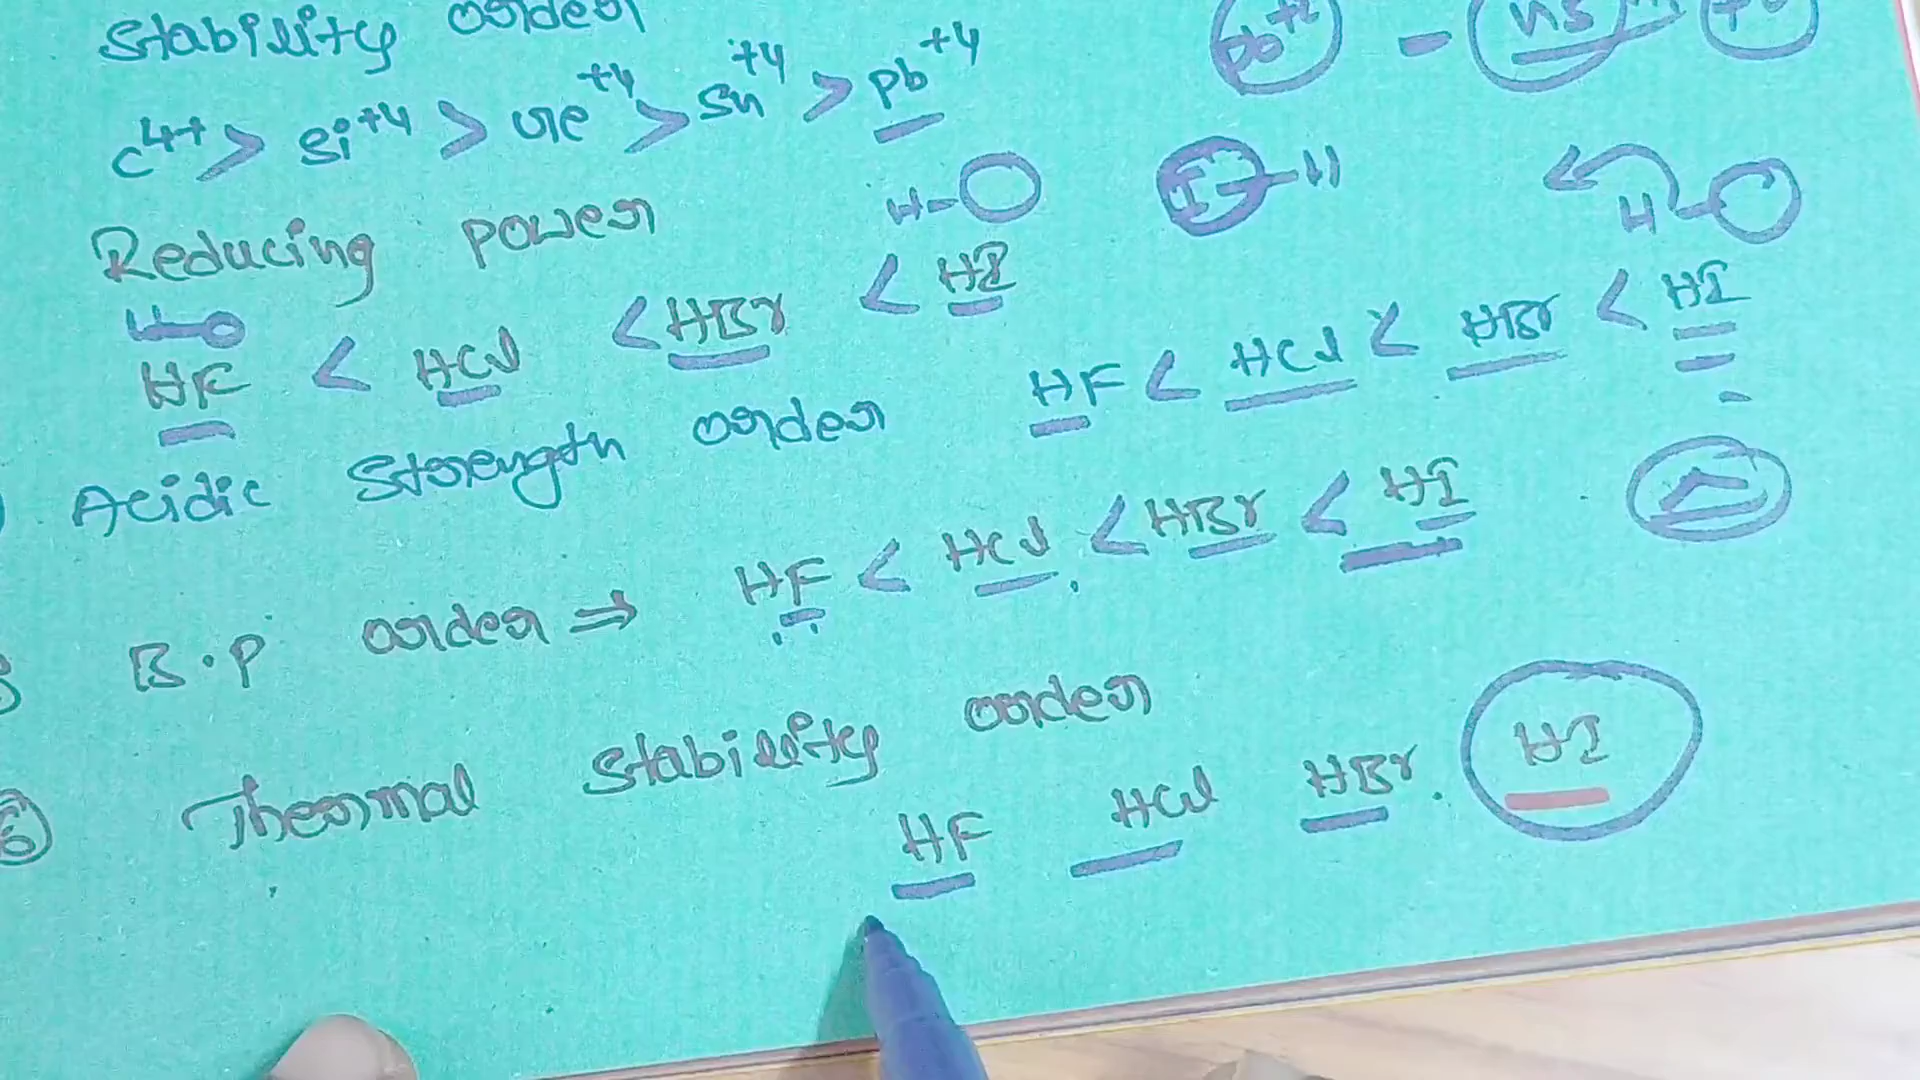 Stability order
C4+ > Si+4 > Ge+4 > Sn+4 > Pb+4
Pb+2 - ns
Reducing power
H-
I-H
H
H
HF < HCl < HBr < HI
Acidic Strength order HF < HCl < HBr < HI
B.P order ⇒ HF < HCl < HBr < HI
6 Thermal Stability order
HF HCl HBr. HI